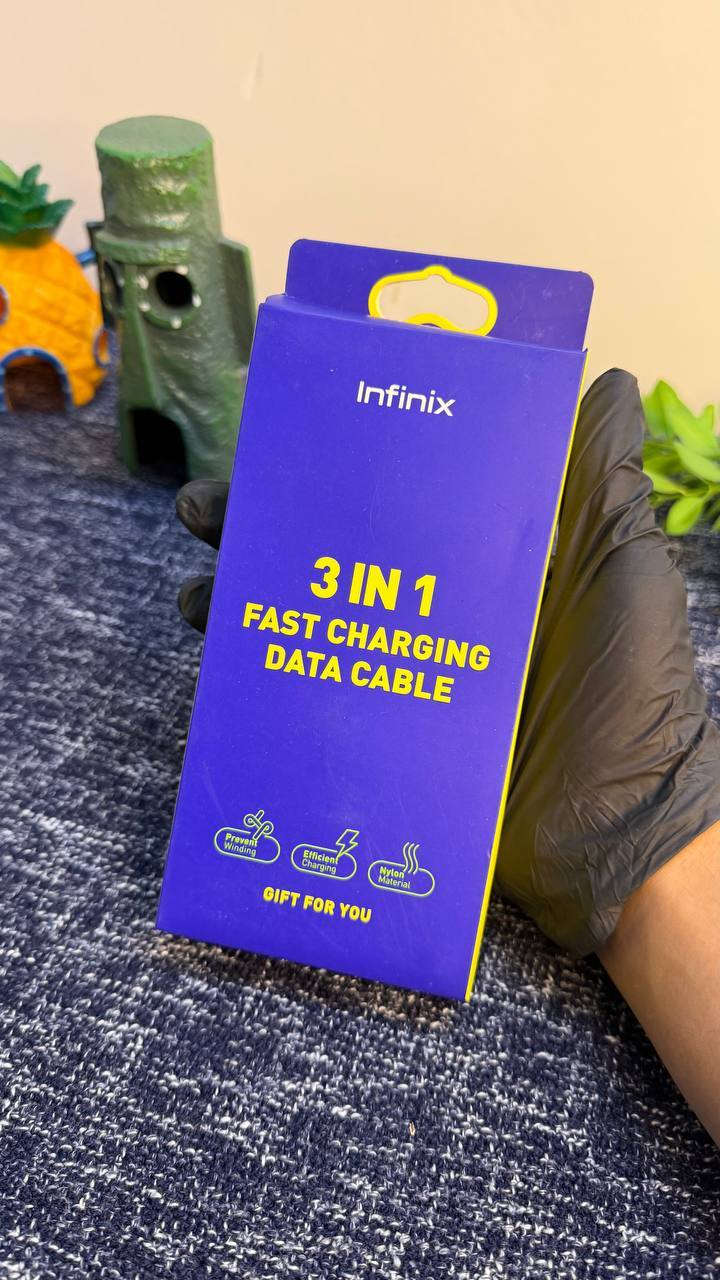 Infinix
3 IN 1
FAST CHARGING
DATA CABLE
Prevent
Winding
Efficient
Charging
Nylon
Material
GIFT FOR YOU